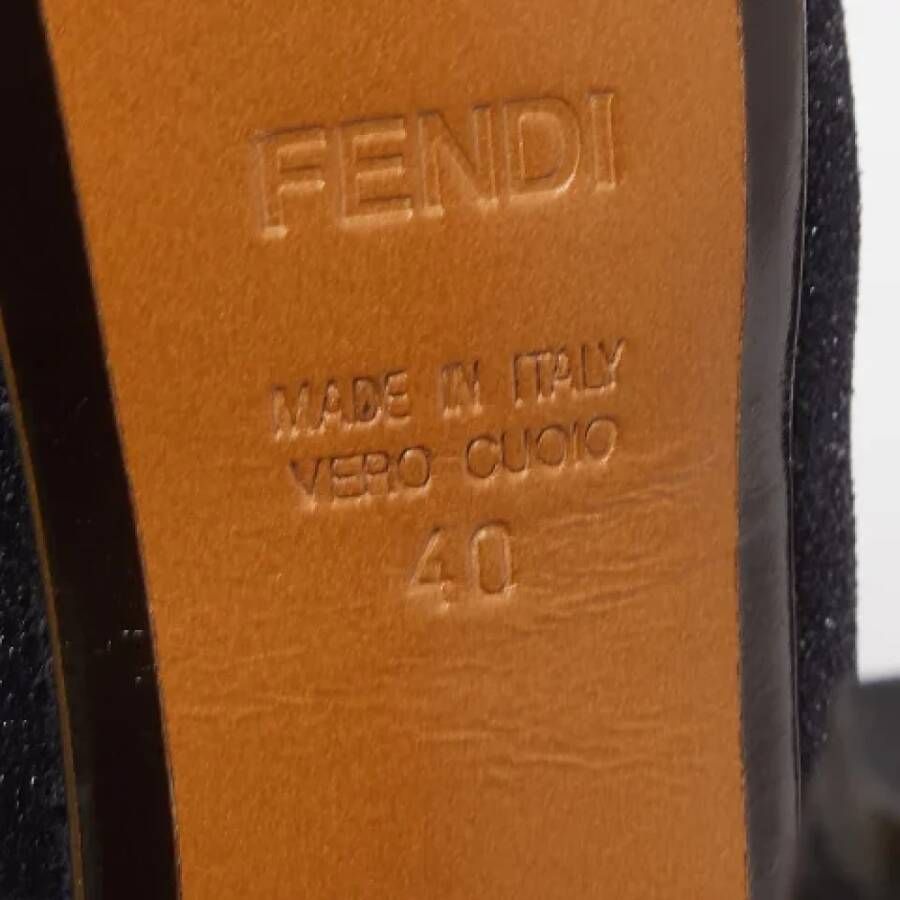 FENDI
MADE IN ITALY
VERO CUOIO
40